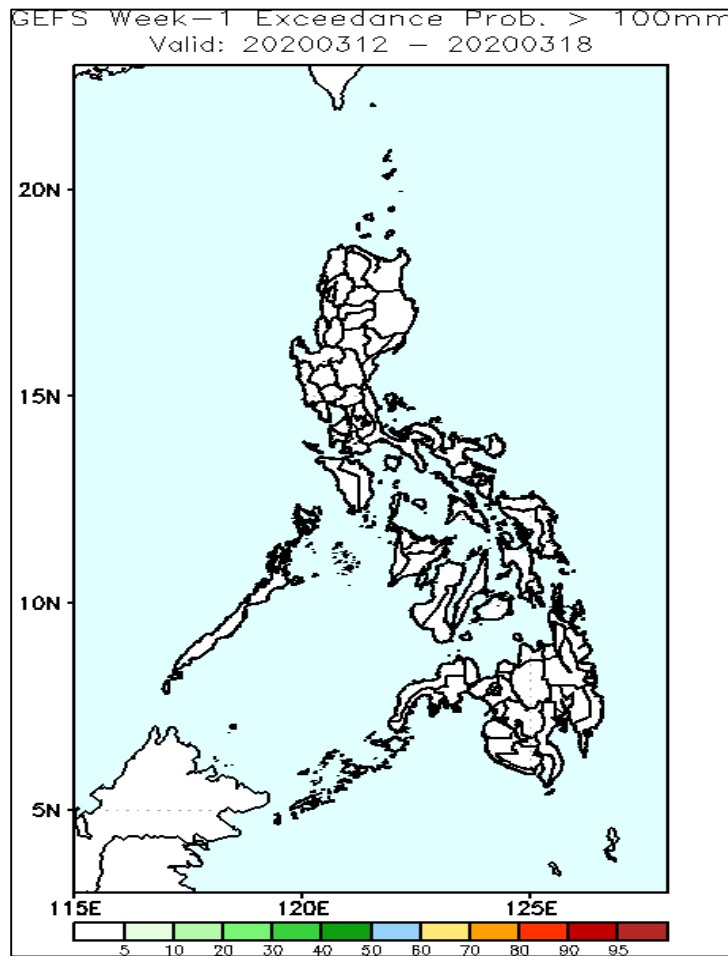 GEFS Week-1 Exceedance Prob. > 100mm
Valid: 20200312 - 20200318
20N
15N
10N
5N
115E 120E 125E
5 10 20 30 40 50 60 70 80 90 95